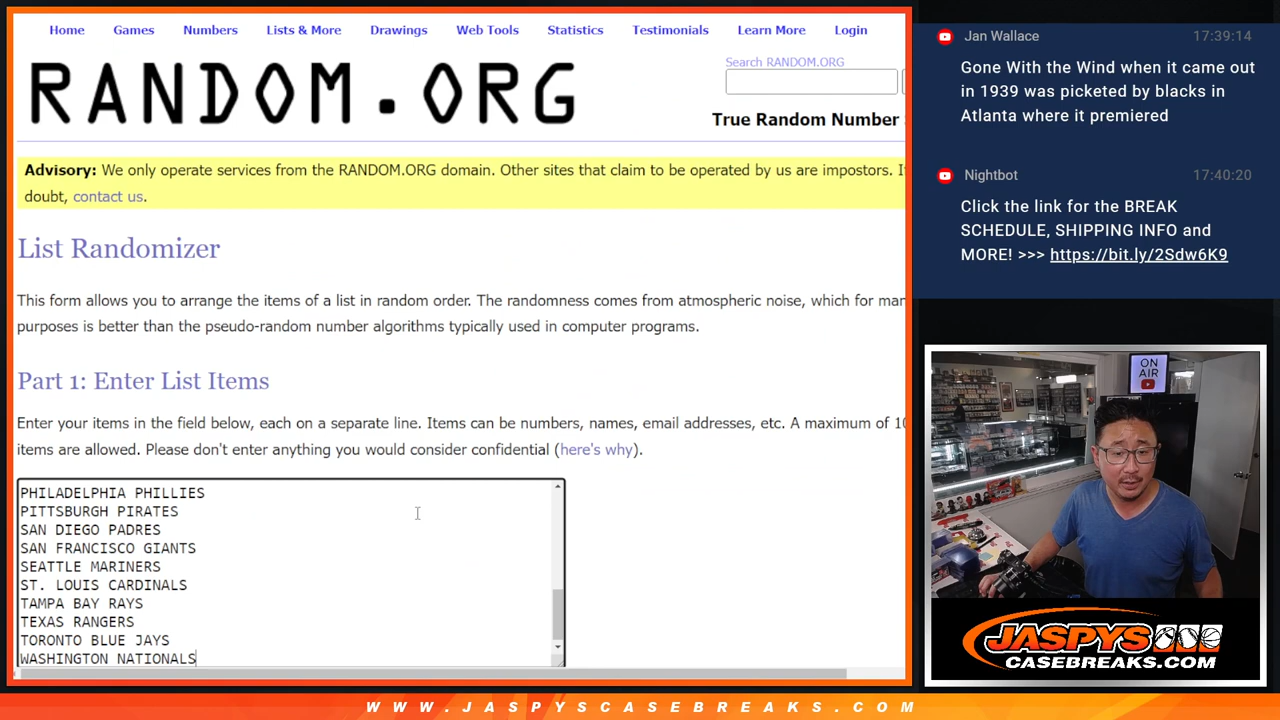 Home Games Numbers Lists & More Drawings Web Tools Statistics Testimonials Learn More Login
RANDOM.ORG
Search RANDOM.ORG
True Random Number
Advisory: We only operate services from the RANDOM.ORG domain. Other sites that claim to be operated by us are impostors. I
doubt, contact us.
List Randomizer
This form allows you to arrange the items of a list in random order. The randomness comes from atmospheric noise, which for mar
purposes is better than the pseudo-random number algorithms typically used in computer programs.
Part 1: Enter List Items
Enter your items in the field below, each on a separate line. Items can be numbers, names, email addresses, etc. A maximum of 10
items are allowed. Please don't enter anything you would consider confidential (here's why).
PHILADELPHIA PHILLIES
PITTSBURGH PIRATES
SAN DIEGO PADRES
SAN FRANCISCO GIANTS
SEATTLE MARINERS
ST. LOUIS CARDINALS
TAMPA BAY RAYS
TEXAS RANGERS
TORONTO BLUE JAYS
WASHINGTON NATIONALS
Jan Wallace 17:39:14
Gone With the Wind when it came out
in 1939 was picketed by blacks in
Atlanta where it premiered
Nightbot 17:40:20
Click the link for the BREAK
SCHEDULE, SHIPPING INFO and
MORE! >>> https://bit.ly/2Sdw6K9
ON
AIR
JASPYS
CASEBREAKS.COM
WWW.JASPYSCASEBREAKS.COM